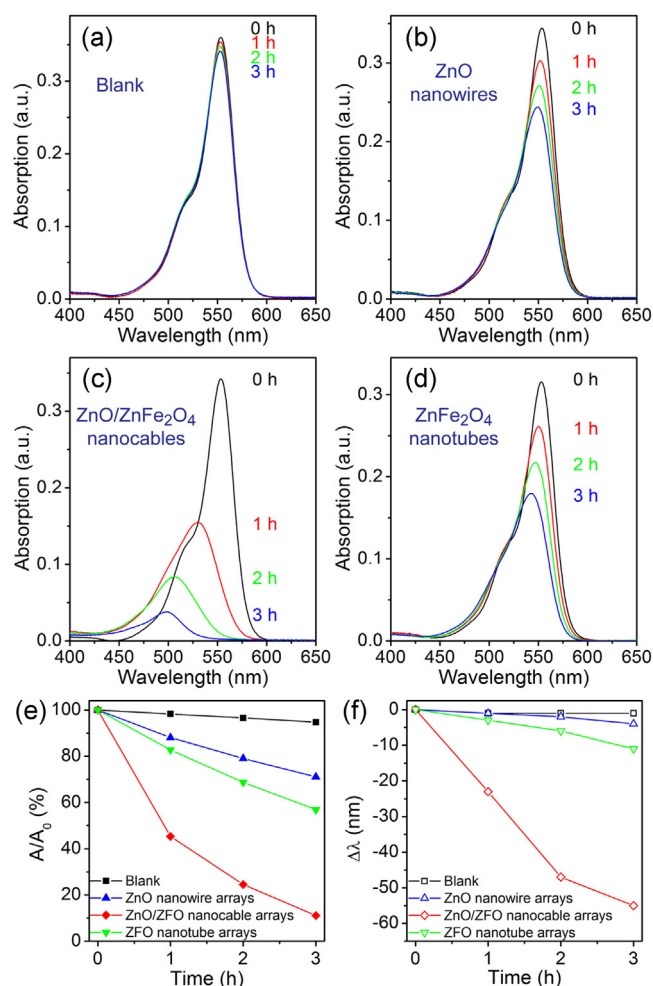 (a)
Blank
0 h
1 h
2 h
3 h
0.3
0.2
0.1
0.0
Absorption (a.u.)
400 450 500 550 600 650
Wavelength (nm)
(b)
ZnO
nanowires
0 h
1 h
2 h
3 h
0.3
0.2
0.1
0.0
Absorption (a.u.)
400 450 500 550 600 650
Wavelength (nm)
(c)
ZnO/ZnFe₂O₄
nanocables
0 h
1 h
2 h
3 h
0.3
0.2
0.1
0.0
Absorption (a.u.)
400 450 500 550 600 650
Wavelength (nm)
(d)
ZnFe₂O₄
nanotubes
0 h
1 h
2 h
3 h
0.3
0.2
0.1
0.0
Absorption (a.u.)
400 450 500 550 600 650
Wavelength (nm)
(e)
100
80
60
40
20
0
A/A₀ (%)
Blank
ZnO nanowire arrays
ZnO/ZFO nanocable arrays
ZFO nanotube arrays
0 1 2 3
Time (h)
(f)
0
-10
-20
-30
-40
-50
-60
Δλ (nm)
Blank
ZnO nanowire arrays
ZnO/ZFO nanocable arrays
ZFO nanotube arrays
0 1 2 3
Time (h)